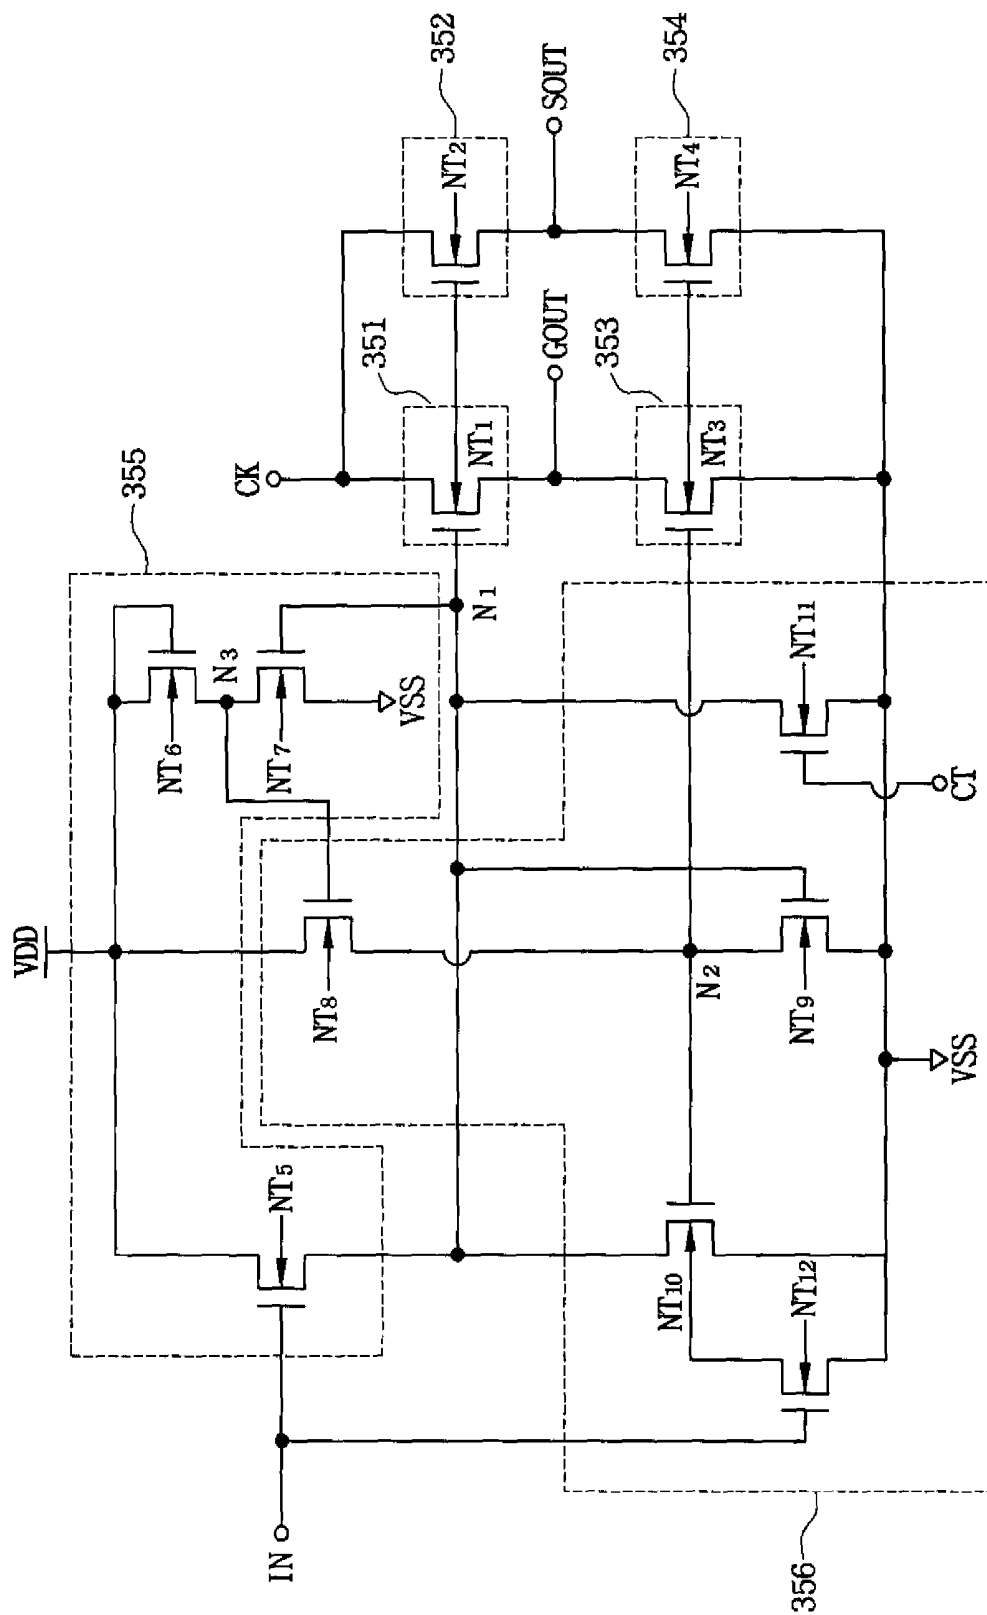 VDD
355
CK
351
352
NT6
N3
NT7
VSS
NT8
NT5
N1
NT1
NT2
GOUT
SOUT
353
354
IN
N2
NT10
NT12
NT9
NT11
NT3
NT4
CT
VSS
356